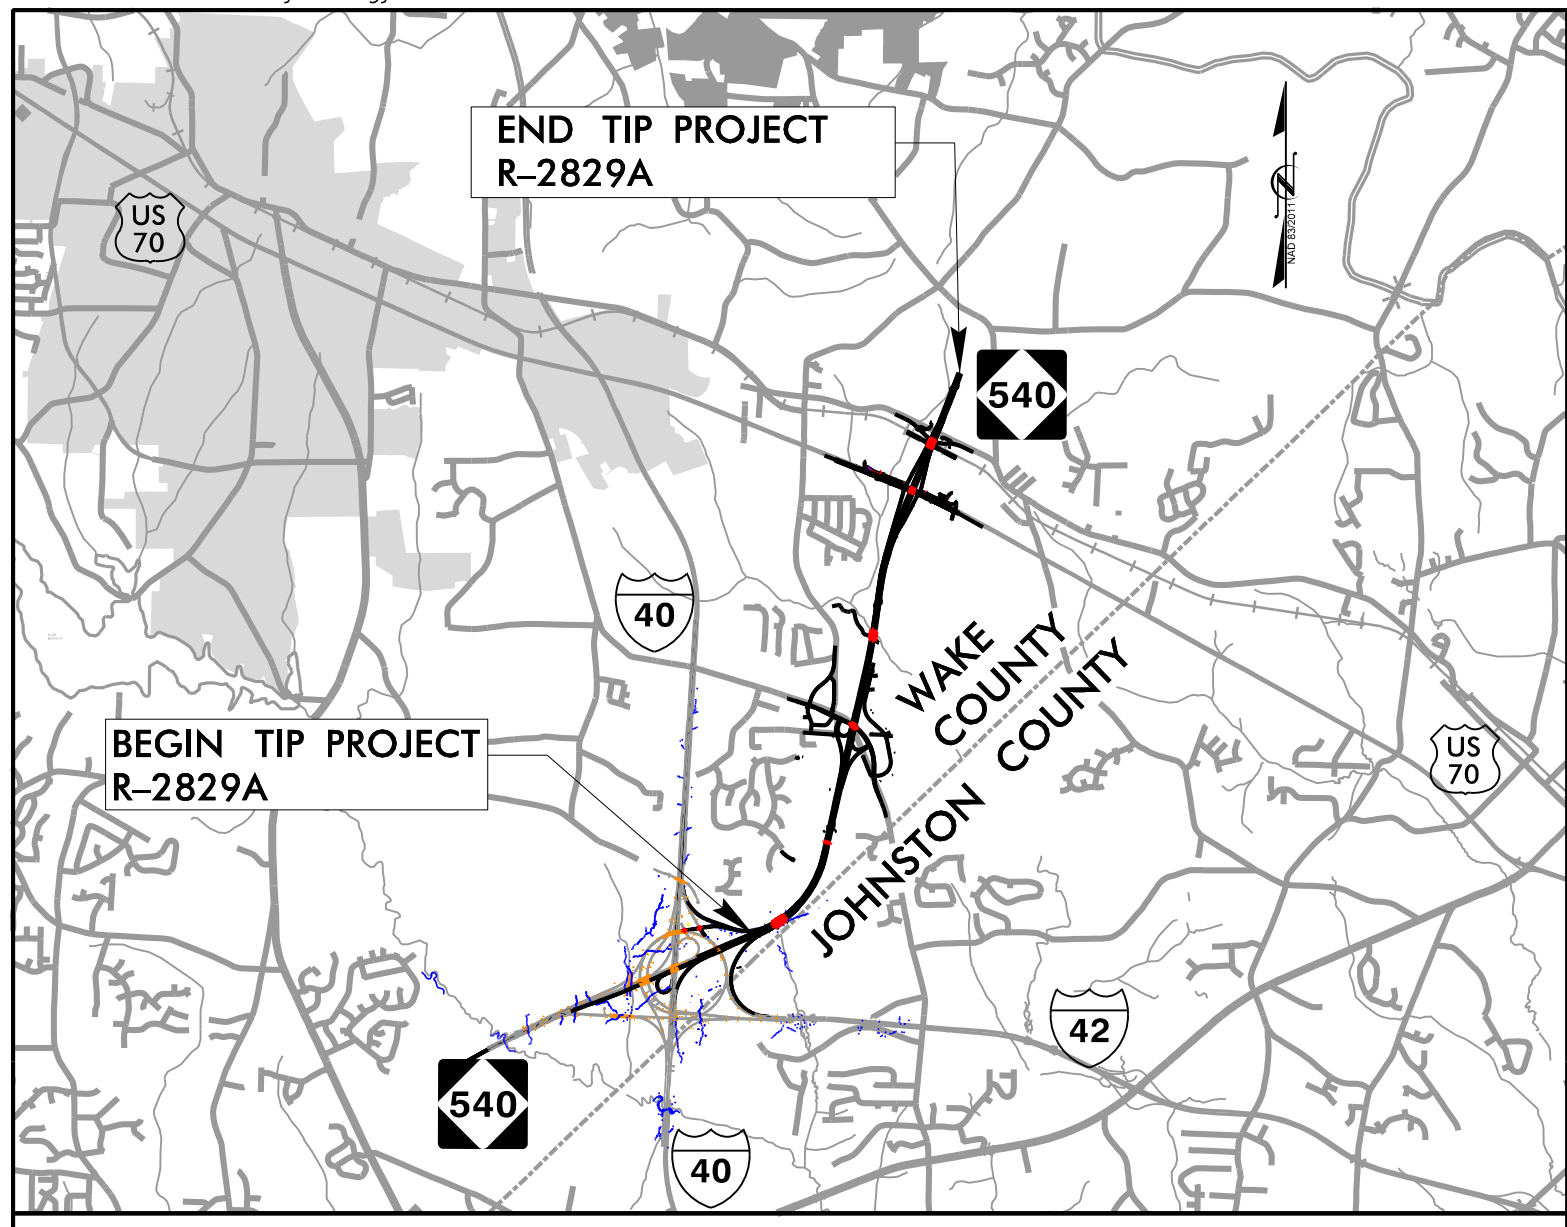 END TIP PROJECT
R–2829A
US
70
NAD 83/2011
540
40
WAKE
COUNTY
JOHNSTON COUNTY
BEGIN TIP PROJECT
R–2829A
US
70
42
540
40